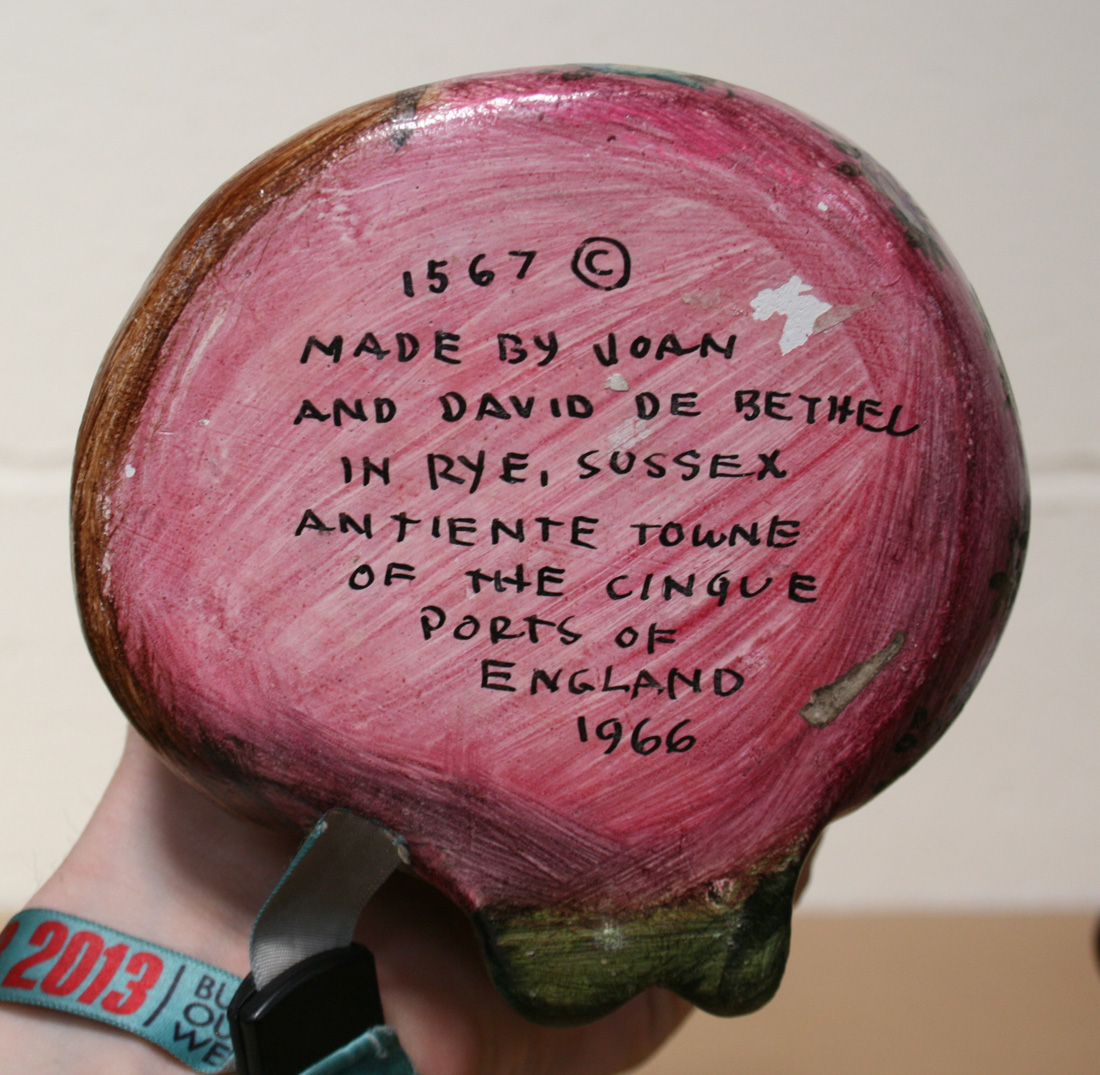 1567 ©
MADE BY JOAN
AND DAVID DE BETHEL
IN RYE, SUSSEX
ANTIENTE TOWNE
OF THE CINQUE
PORTS OF
ENGLAND
1966
2013 |